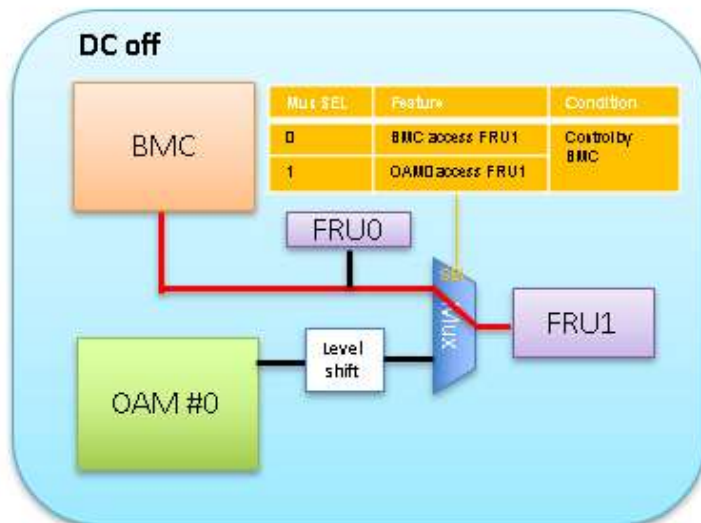 DC off
BMC
Mux SEL Feature Condition
0 BMC access FRU1 Control by BMC
1 OAM0 access FRU1
FRU0
SEL
Mux
FRU1
Level
shift
OAM #0